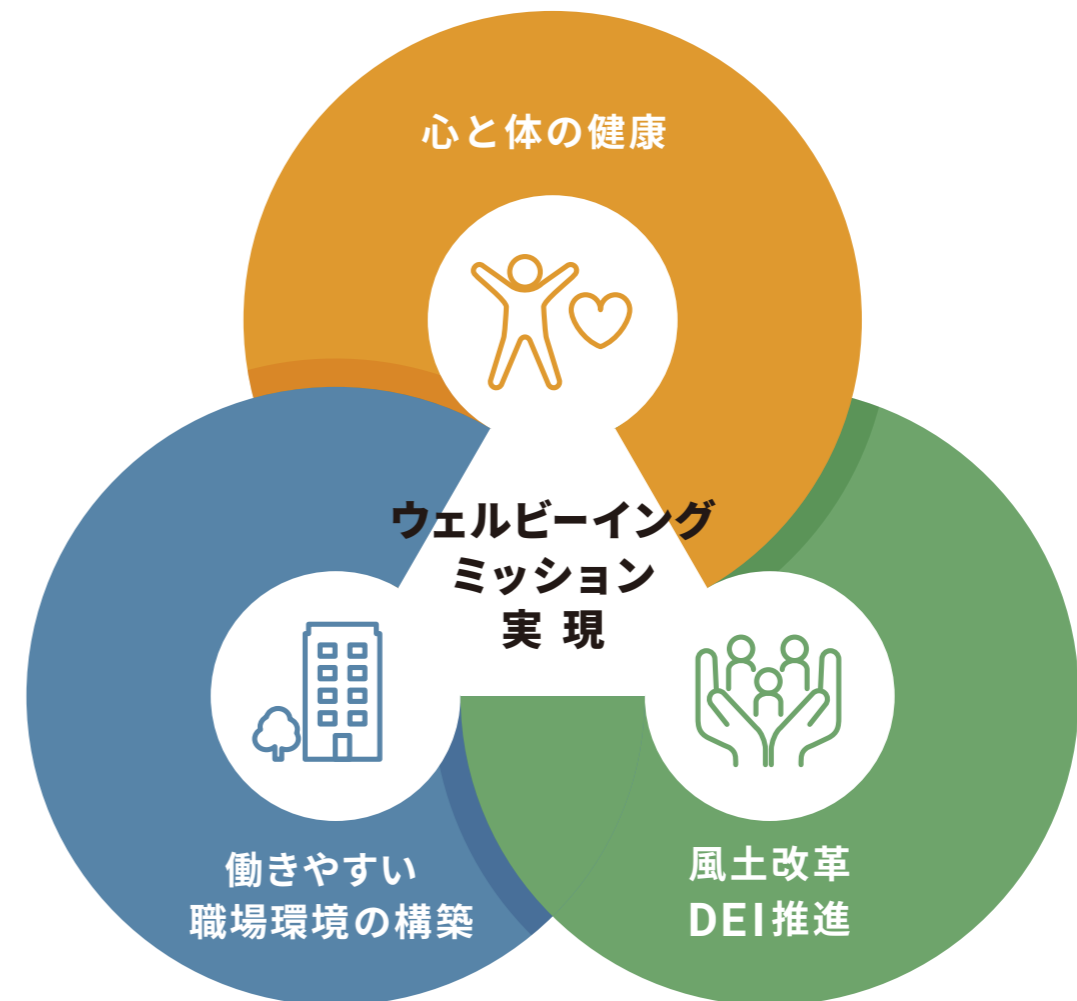 心と体の健康
ウェルビーイング
ミッション
実現
働きやすい
職場環境の構築
風土改革
DEI推進